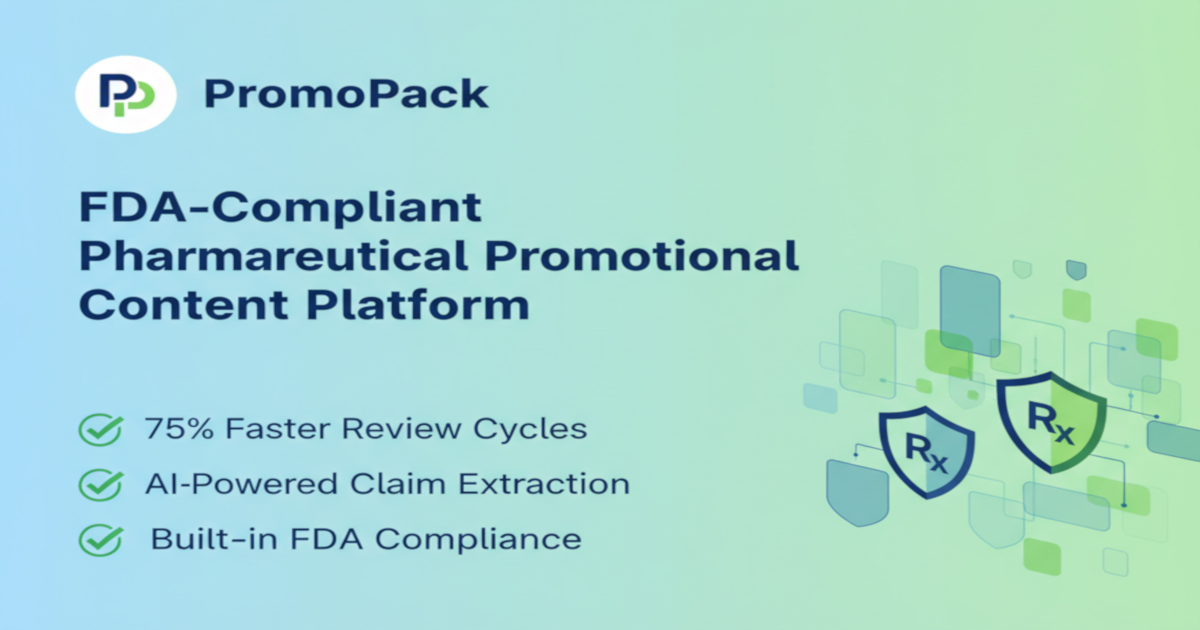 PP PromoPack
FDA-Compliant
Pharmareutical Promotional
Content Platform
75% Faster Review Cycles
AI-Powered Claim Extraction
Built-in FDA Compliance
Rx
Rx